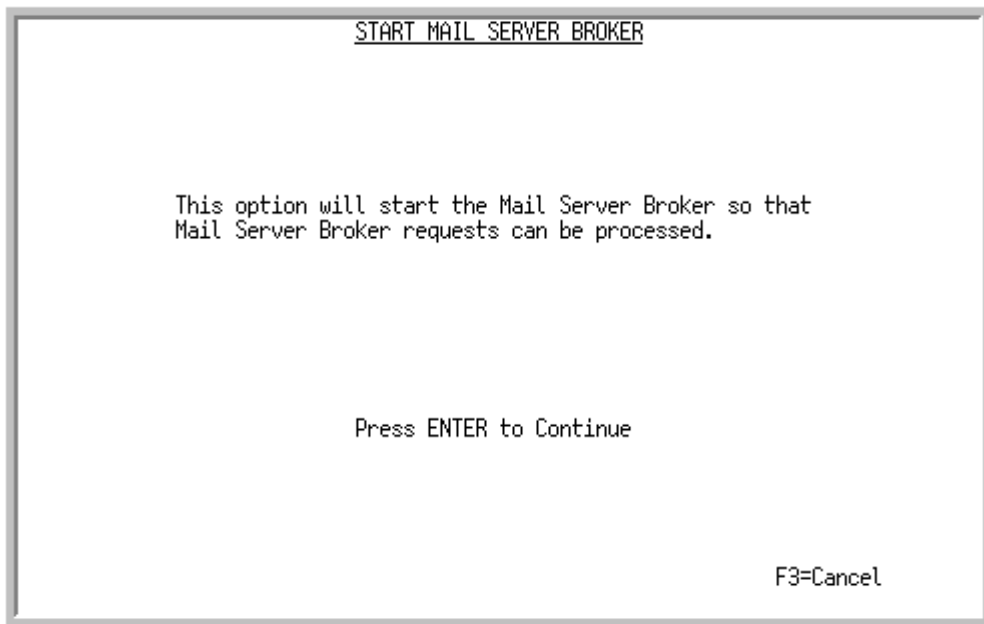 START MAIL SERVER BROKER
This option will start the Mail Server Broker so that
Mail Server Broker requests can be processed.
Press ENTER to Continue
F3=Cancel